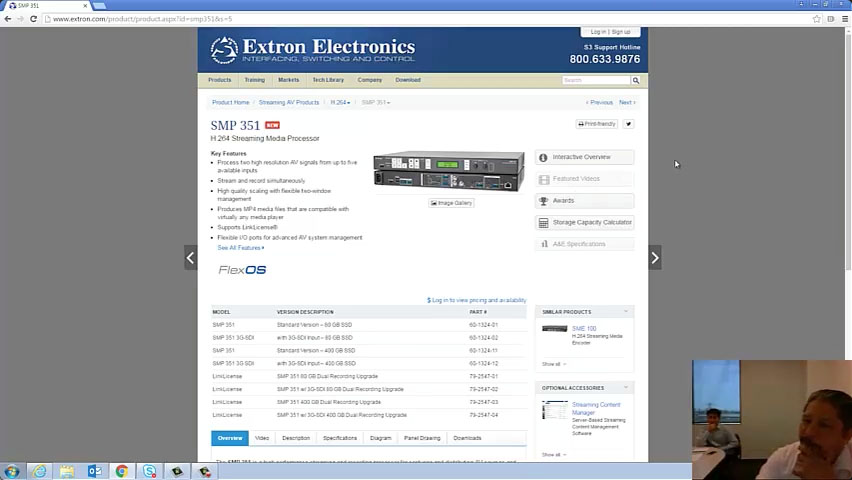 SMP 351
www.extron.com/product/product.aspx?id=smp351&s=5
Log in | Sign up
Extron Electronics
INTERFACING, SWITCHING AND CONTROL
S3 Support Hotline
800.633.9876
Products Training Markets Tech Library Company Download
Search
Product Home Streaming AV Products H.264 SMP 351
‹ Previous Next ›
SMP 351 NEW
Print-friendly
H.264 Streaming Media Processor
Key Features
• Process two high resolution AV signals from up to five available inputs
• Stream and record simultaneously
• High quality scaling with flexible two-window management
• Produces MP4 media files that are compatible with virtually any media player
• Supports LinkLicense®
• Flexible I/O ports for advanced AV system management
See All Features
Image Gallery
Interactive Overview
Featured Videos
Awards
Storage Capacity Calculator
A&E Specifications
FlexOS
$ Log in to view pricing and availability
MODEL VERSION DESCRIPTION PART #
SMP 351 Standard Version – 80 GB SSD 60-1324-01
SMP 351 3G-SDI with 3G-SDI Input – 80 GB SSD 60-1324-02
SMP 351 Standard Version – 400 GB SSD 60-1324-11
SMP 351 3G-SDI with 3G-SDI Input – 400 GB SSD 60-1324-12
LinkLicense SMP 351 80 GB Dual Recording Upgrade 79-2547-01
LinkLicense SMP 351 w/ 3G-SDI 80 GB Dual Recording Upgrade 79-2547-02
LinkLicense SMP 351 400 GB Dual Recording Upgrade 79-2547-03
LinkLicense SMP 351 w/ 3G-SDI 400 GB Dual Recording Upgrade 79-2547-04
SIMILAR PRODUCTS
SME 100
H.264 Streaming Media Encoder
Show all
OPTIONAL ACCESSORIES
Streaming Content Manager
Server-Based Streaming Content Management Software
Show all
Overview Video Description Specifications Diagram Panel Drawing Downloads